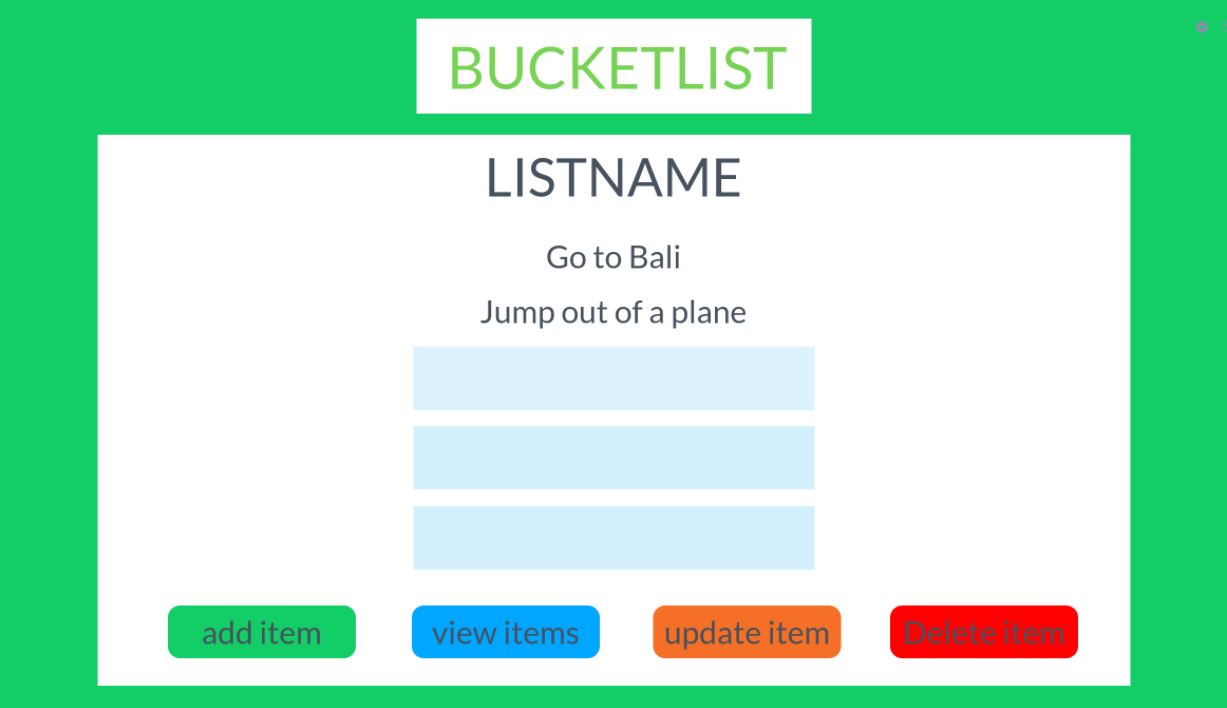 BUCKETLIST
LISTNAME
Go to Bali
Jump out of a plane
add item
view items
update item
Delete item